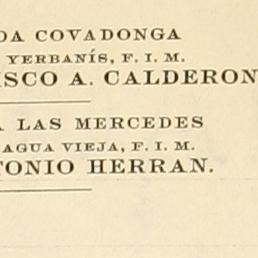 DA COVADONGA
YERBANÍS, F. I. M.
ISCO A. CALDERON
A LAS MERCEDES
AGUA VIEJA, F. I. M.
TONIO HERRAN.